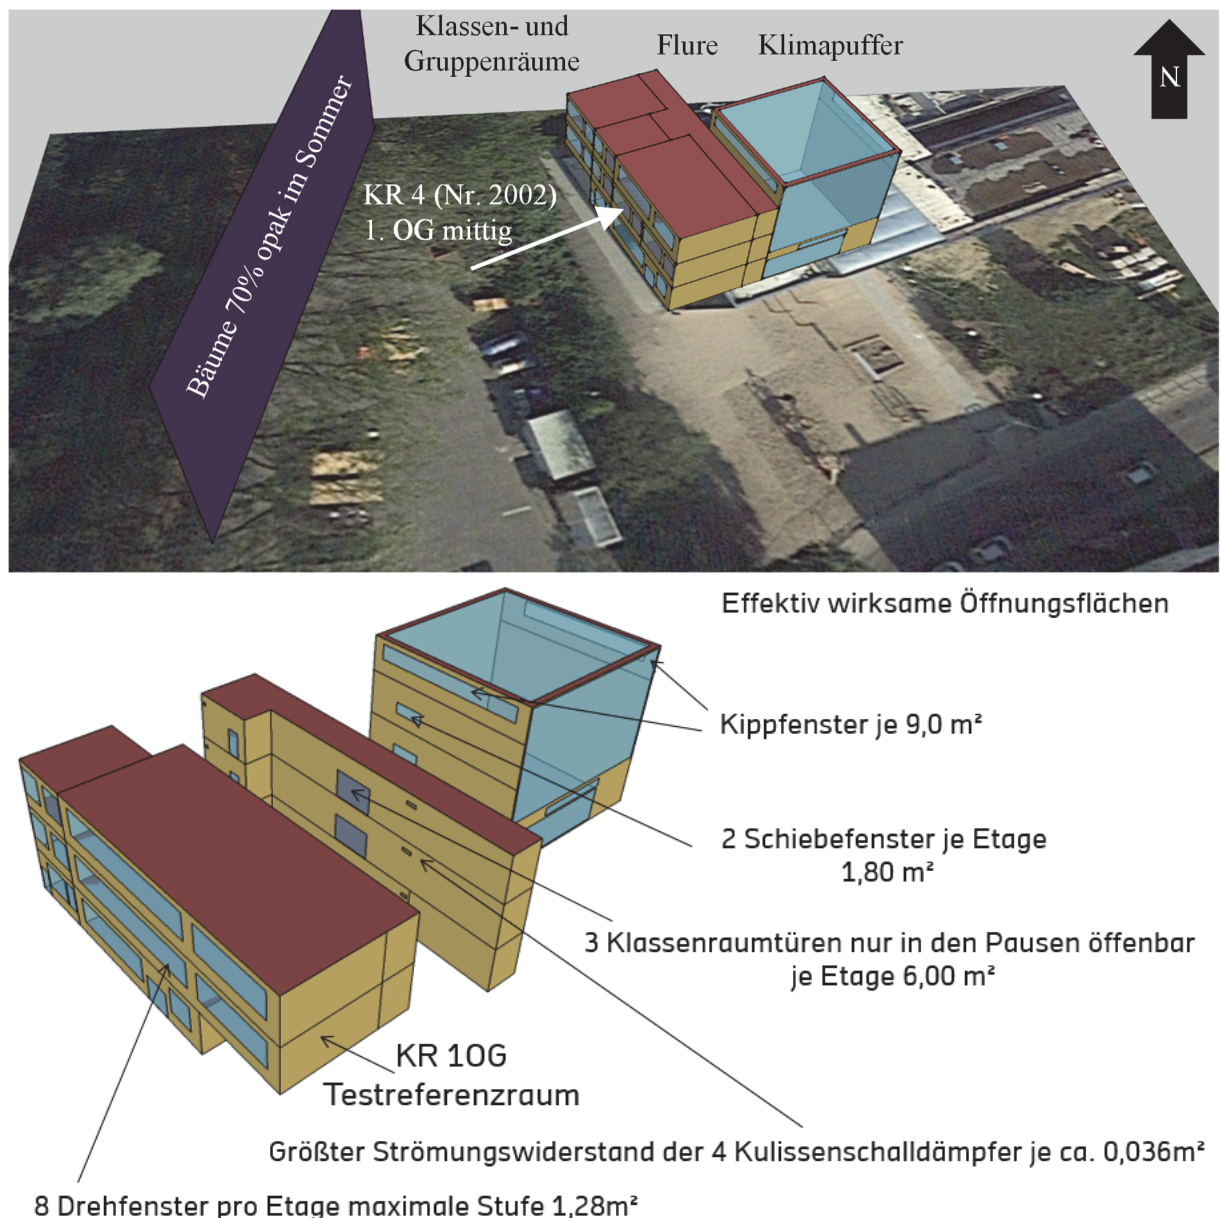 Klassen- und
Gruppenräume
Flure
Klimapuffer
N
Bäume 70% opak im Sommer
KR 4 (Nr. 2002)
1. OG mittig
Effektiv wirksame Öffnungsflächen
Kippfenster je 9,0 m²
2 Schiebefenster je Etage
1,80 m²
3 Klassenraumtüren nur in den Pausen öffenbar
je Etage 6,00 m²
KR 1OG
Testreferenzraum
Größter Strömungswiderstand der 4 Kulissenschalldämpfer je ca. 0,036m²
8 Drehfenster pro Etage maximale Stufe 1,28m²